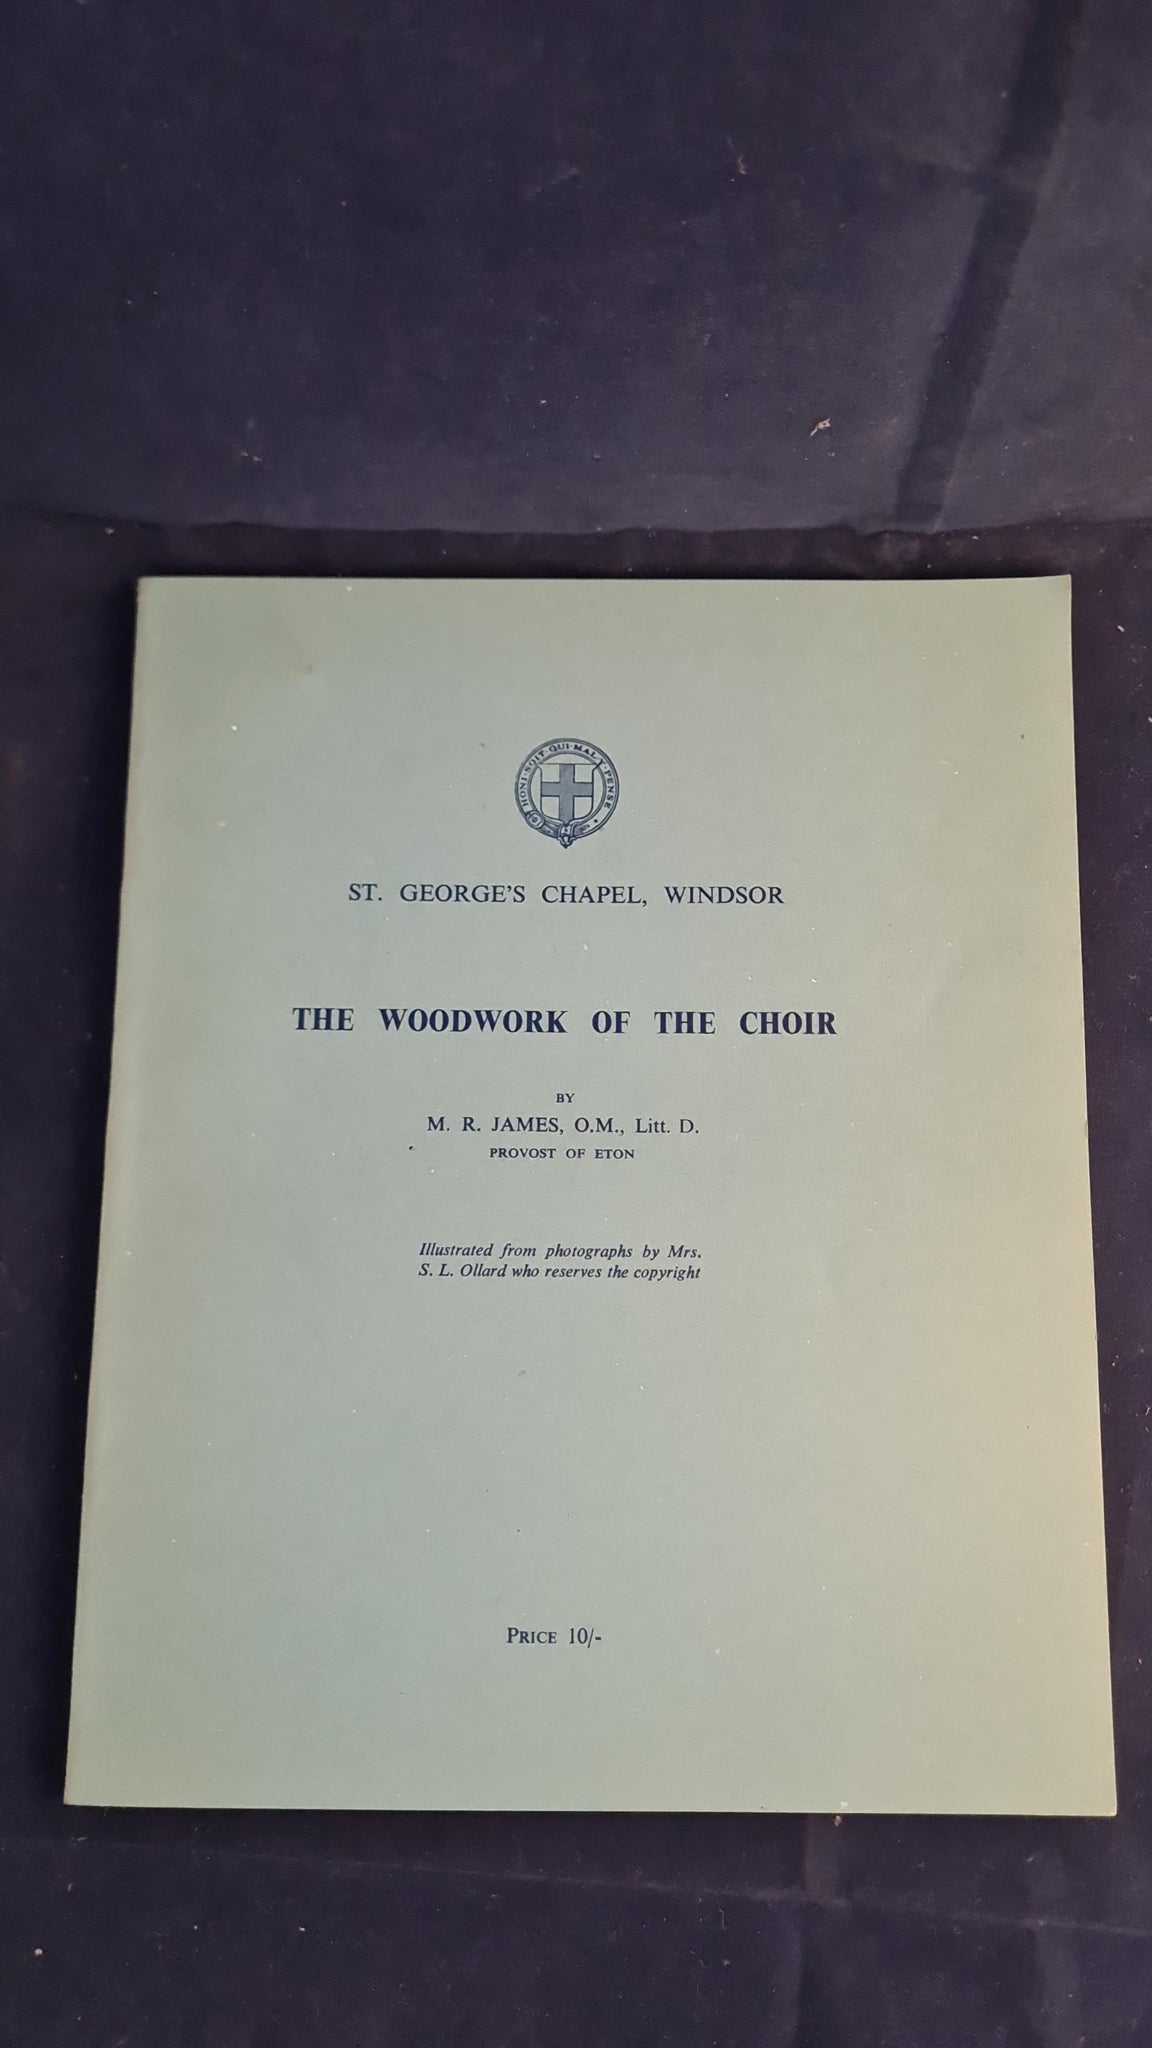 HONI·SOIT·QUI·MAL·Y·PENSE
ST. GEORGE'S CHAPEL, WINDSOR
THE WOODWORK OF THE CHOIR
BY
M. R. JAMES, O.M., Litt. D.
PROVOST OF ETON
Illustrated from photographs by Mrs.
S. L. Ollard who reserves the copyright
PRICE 10/-